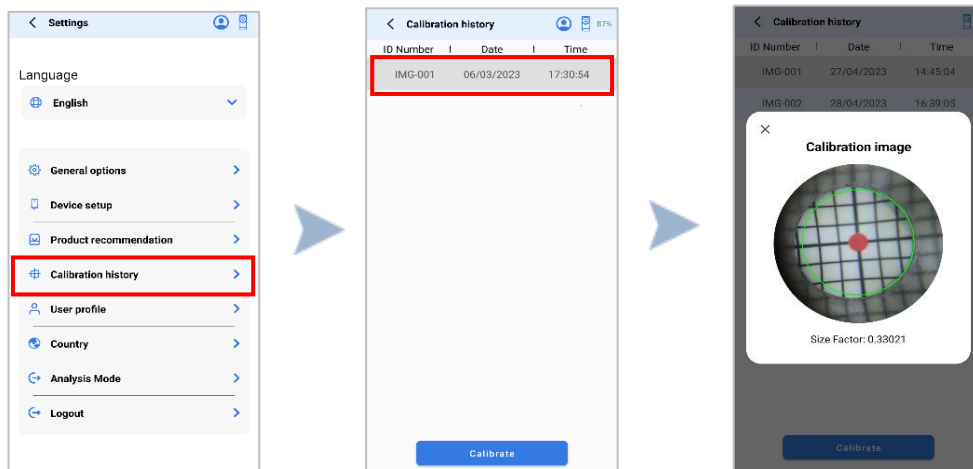 Settings
Language
English
General options
Device setup
Product recommendation
Calibration history
User profile
Country
Analysis Mode
Logout
Calibration history 87%
ID Number | Date | Time
IMG-001 06/03/2023 17:30:54
Calibrate
Calibration history
ID Number | Date | Time
IMG-001 27/04/2023 14:45:04
IMG-002 28/04/2023 16:39:05
Calibration image
Size Factor: 0.33021
Calibrate